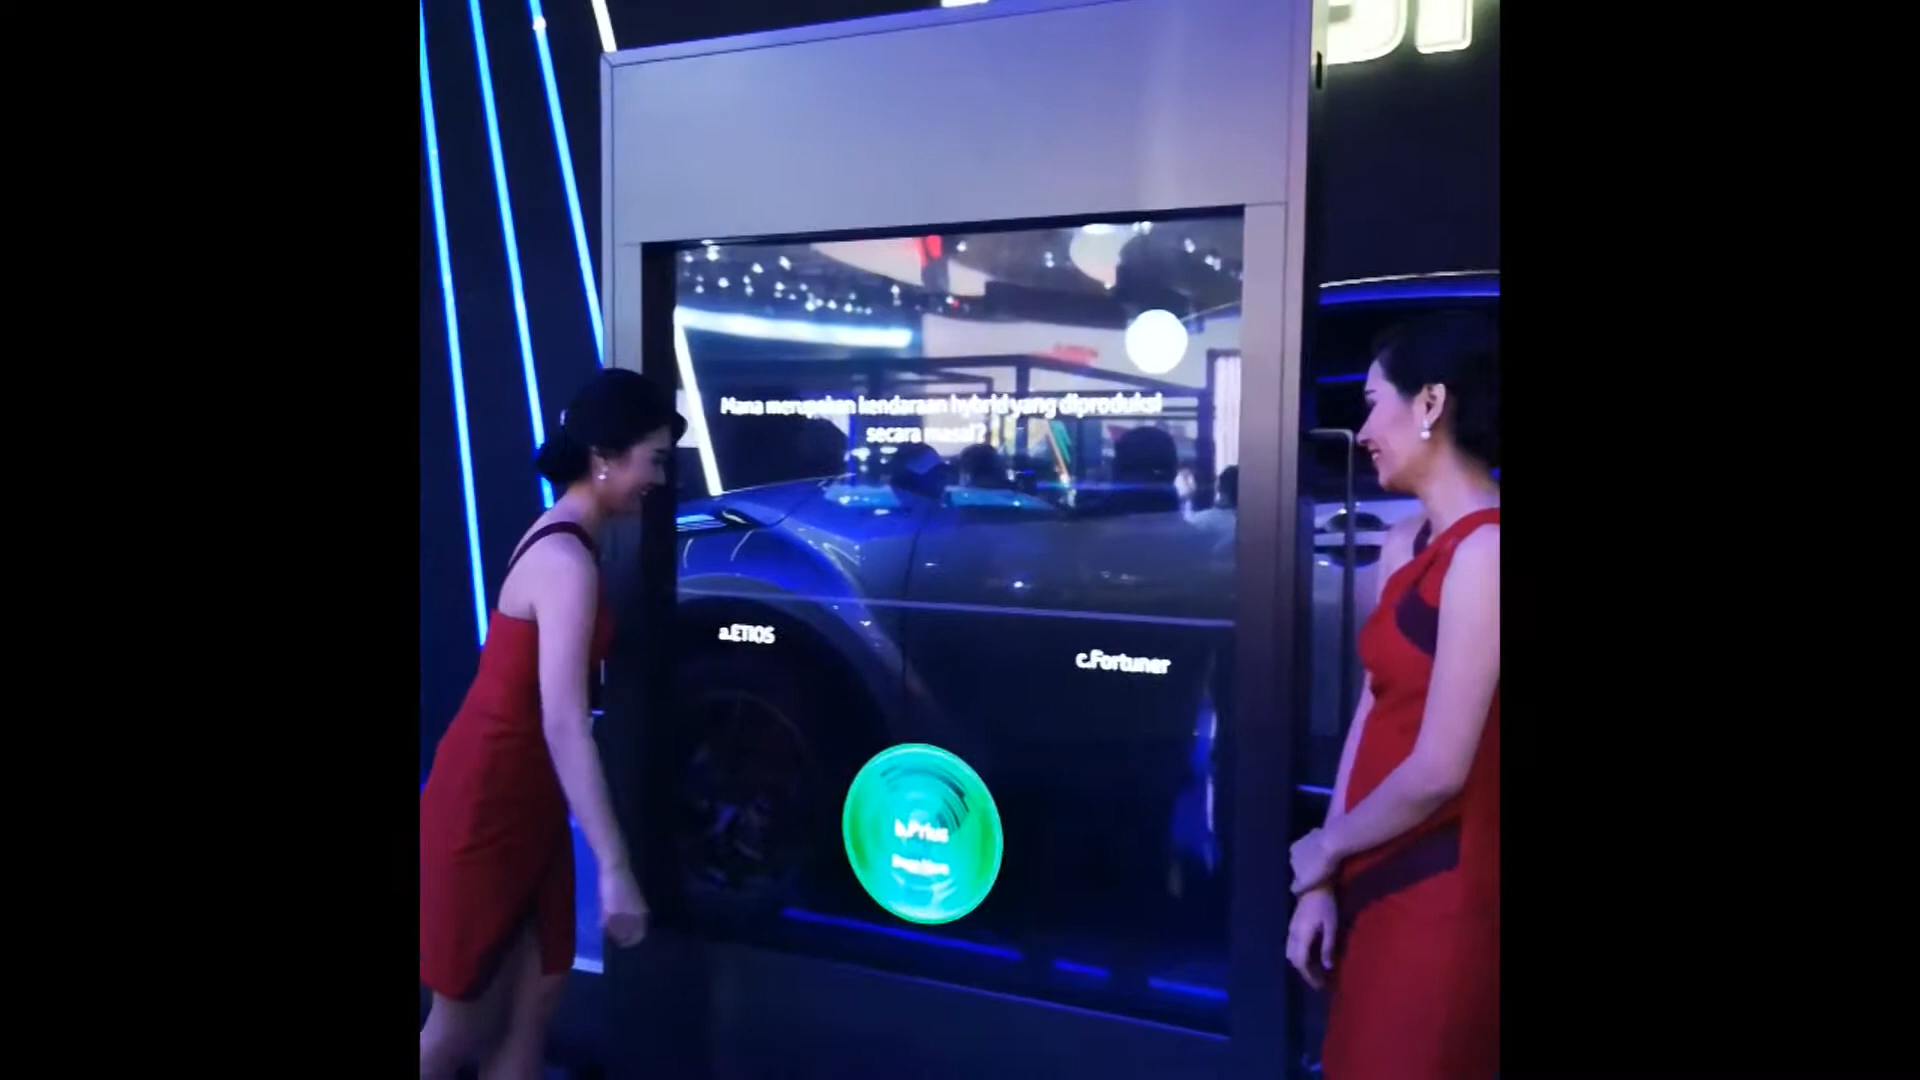 Mana merupakan kendaraan hybrid yang diproduksi
secara masal?
a.ETIOS
c.Fortuner
b.Prius